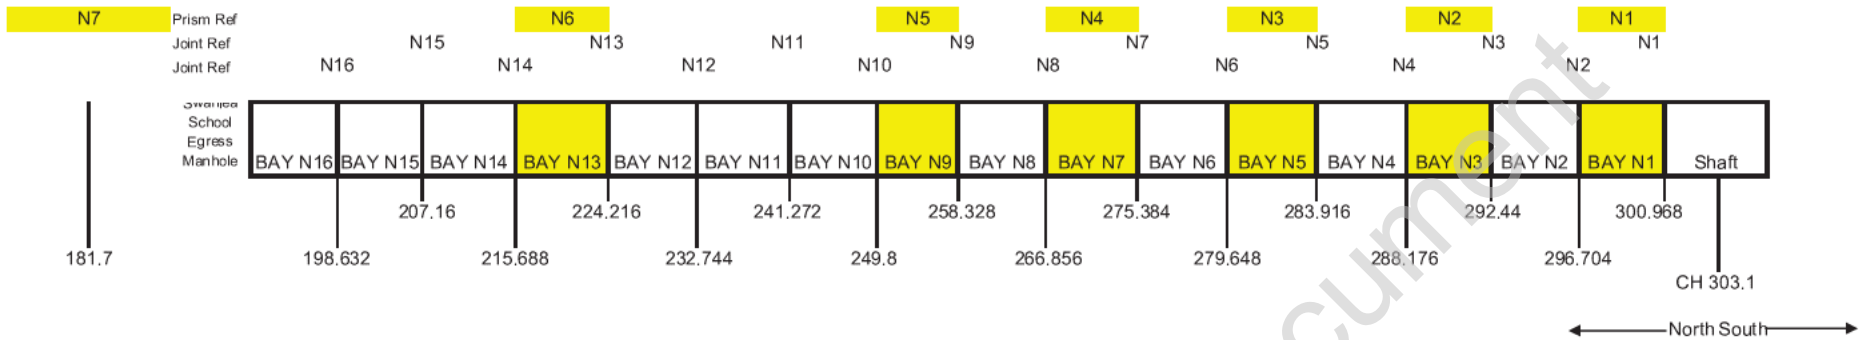 N7 Prism Ref N6 N5 N4 N3 N2 N1
Joint Ref N15 N13 N11 N9 N7 N5 N3 N1
Joint Ref N16 N14 N12 N10 N8 N6 N4 N2
School
Egress
Manhole BAY N16 BAY N15 BAY N14 BAY N13 BAY N12 BAY N11 BAY N10 BAY N9 BAY N8 BAY N7 BAY N6 BAY N5 BAY N4 BAY N3 BAY N2 BAY N1 Shaft
207.16 224.216 241.272 258.328 275.384 283.916 292.44 300.968
181.7 198.632 215.688 232.744 249.8 266.856 279.648 288.176 296.704
CH 303.1
North South
cument